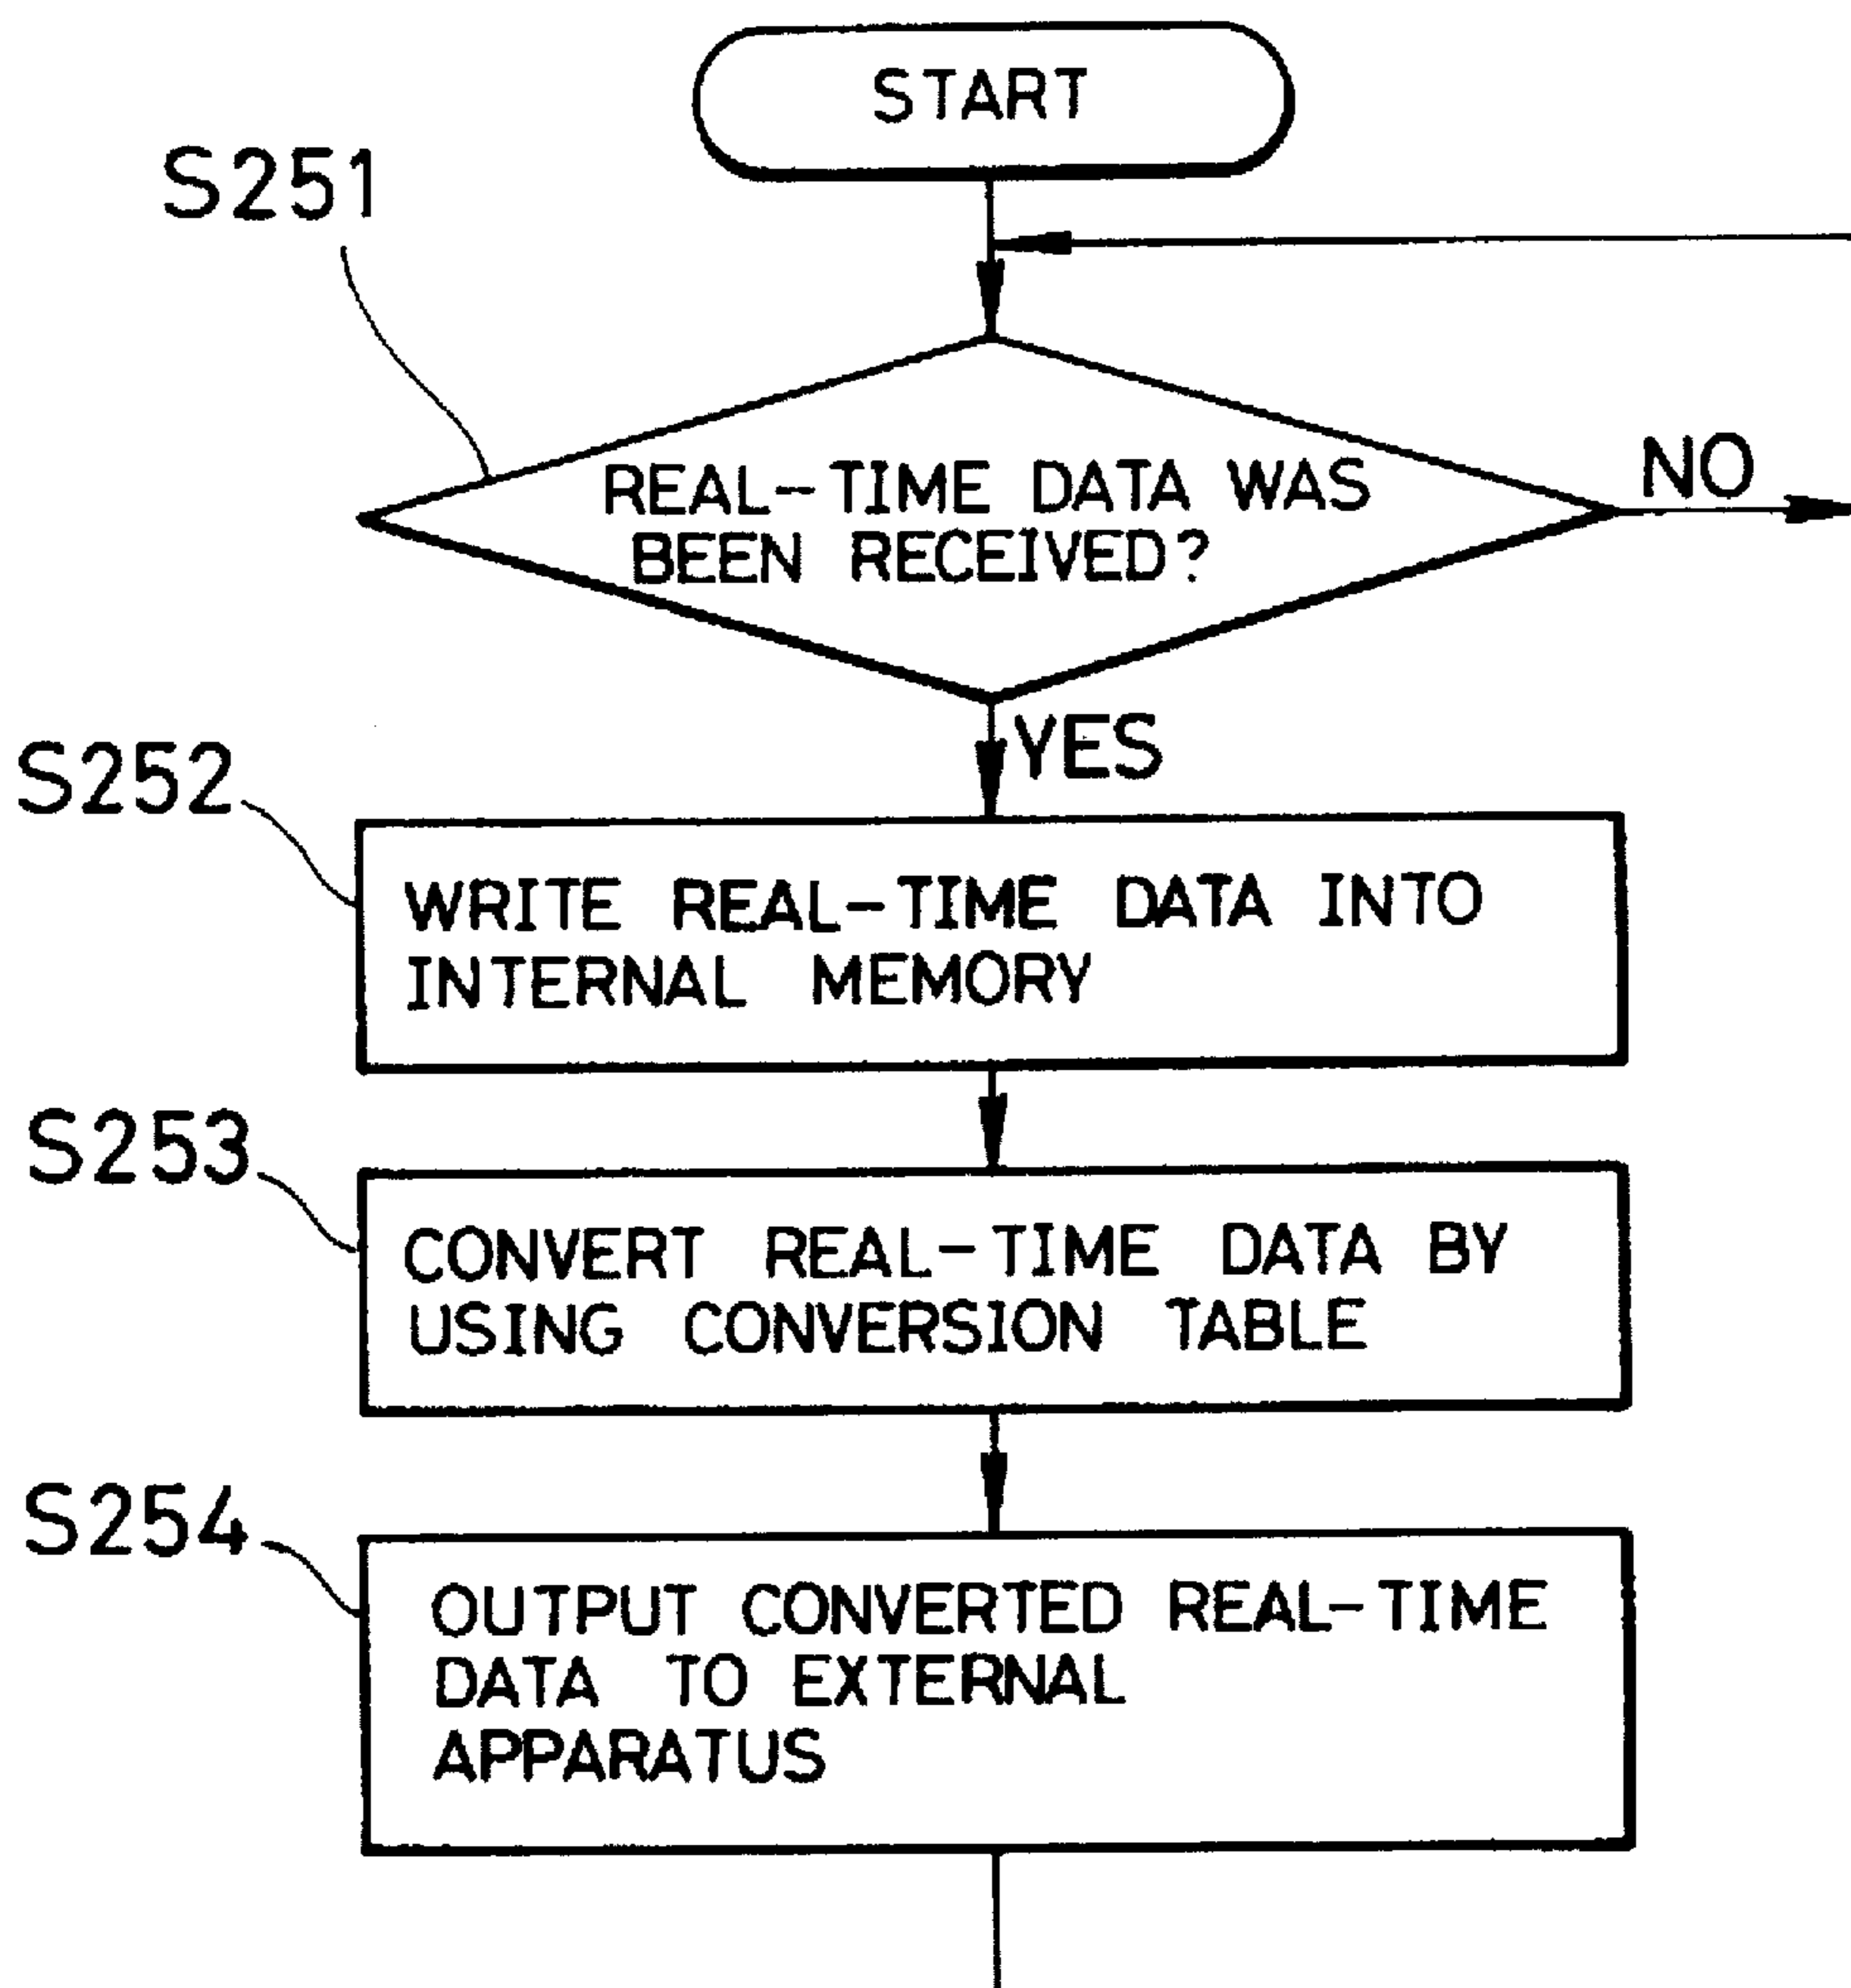 START
S251
REAL-TIME DATA WAS
BEEN RECEIVED?
NO
YES
S252
WRITE REAL-TIME DATA INTO
INTERNAL MEMORY
S253
CONVERT REAL-TIME DATA BY
USING CONVERSION TABLE
S254
OUTPUT CONVERTED REAL-TIME
DATA TO EXTERNAL
APPARATUS